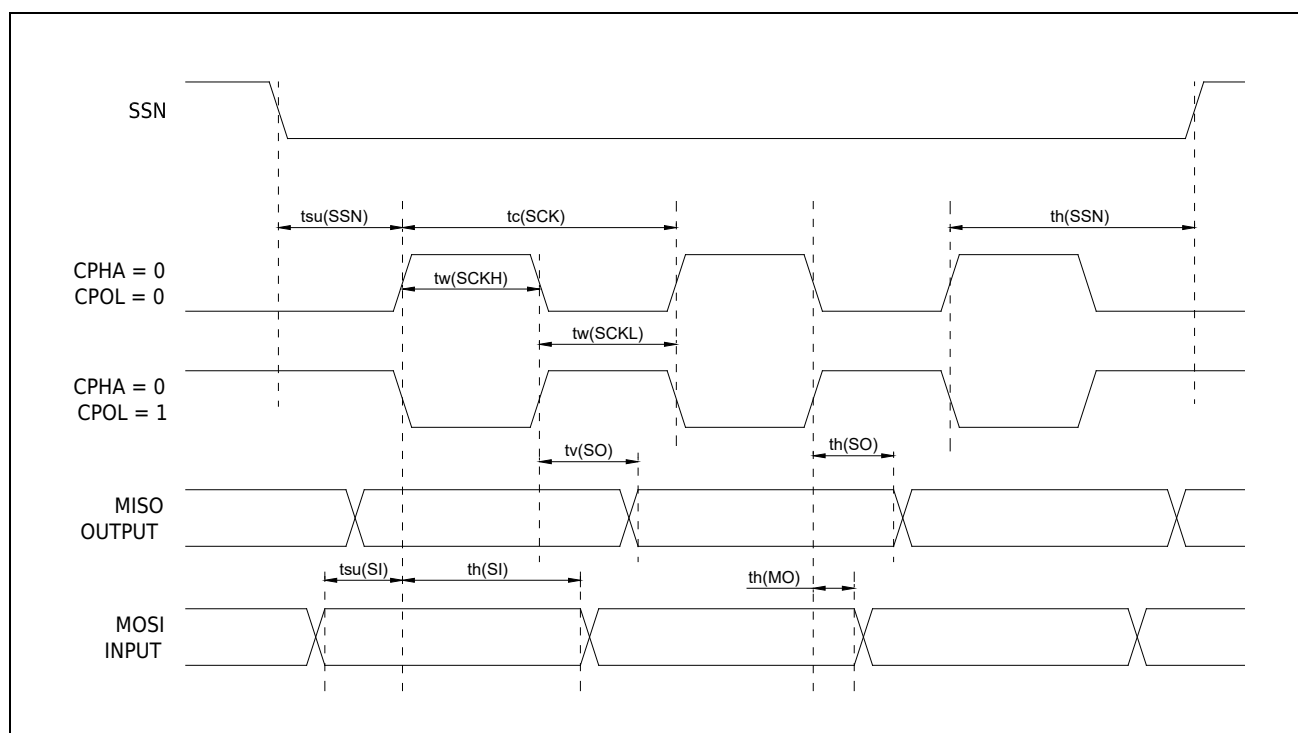 SSN
tsu(SSN)
tc(SCK)
th(SSN)
CPHA = 0
CPOL = 0
tw(SCKH)
tw(SCKL)
CPHA = 0
CPOL = 1
tv(SO)
th(SO)
MISO
OUTPUT
tsu(SI)
th(SI)
th(MO)
MOSI
INPUT